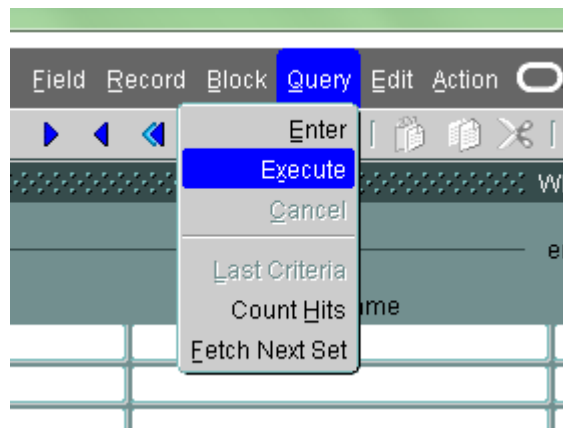 Field Record Block Query Edit Action
Enter
Execute
Cancel
Last Criteria
Count Hits
Fetch Next Set